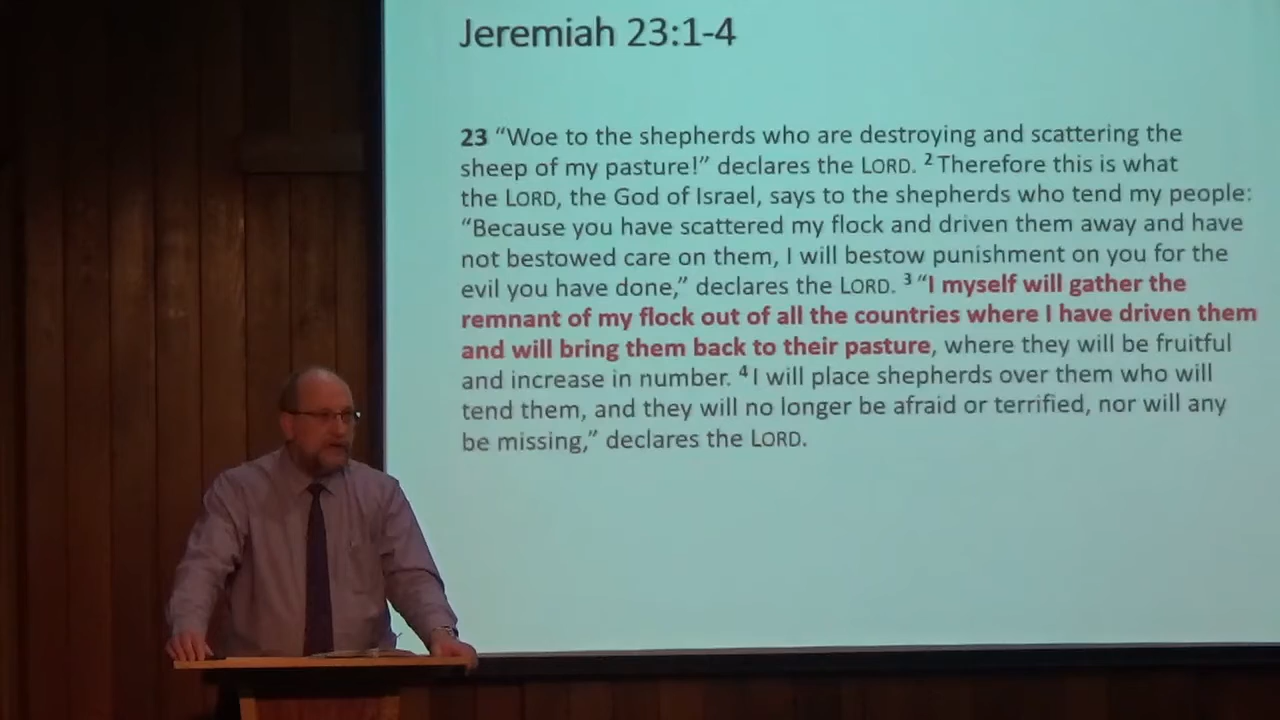 Jeremiah 23:1-4
23 “Woe to the shepherds who are destroying and scattering the
sheep of my pasture!” declares the LORD. 2 Therefore this is what
the LORD, the God of Israel, says to the shepherds who tend my people:
“Because you have scattered my flock and driven them away and have
not bestowed care on them, I will bestow punishment on you for the
evil you have done,” declares the LORD. 3 “I myself will gather the
remnant of my flock out of all the countries where I have driven them
and will bring them back to their pasture, where they will be fruitful
and increase in number. 4 I will place shepherds over them who will
tend them, and they will no longer be afraid or terrified, nor will any
be missing,” declares the LORD.